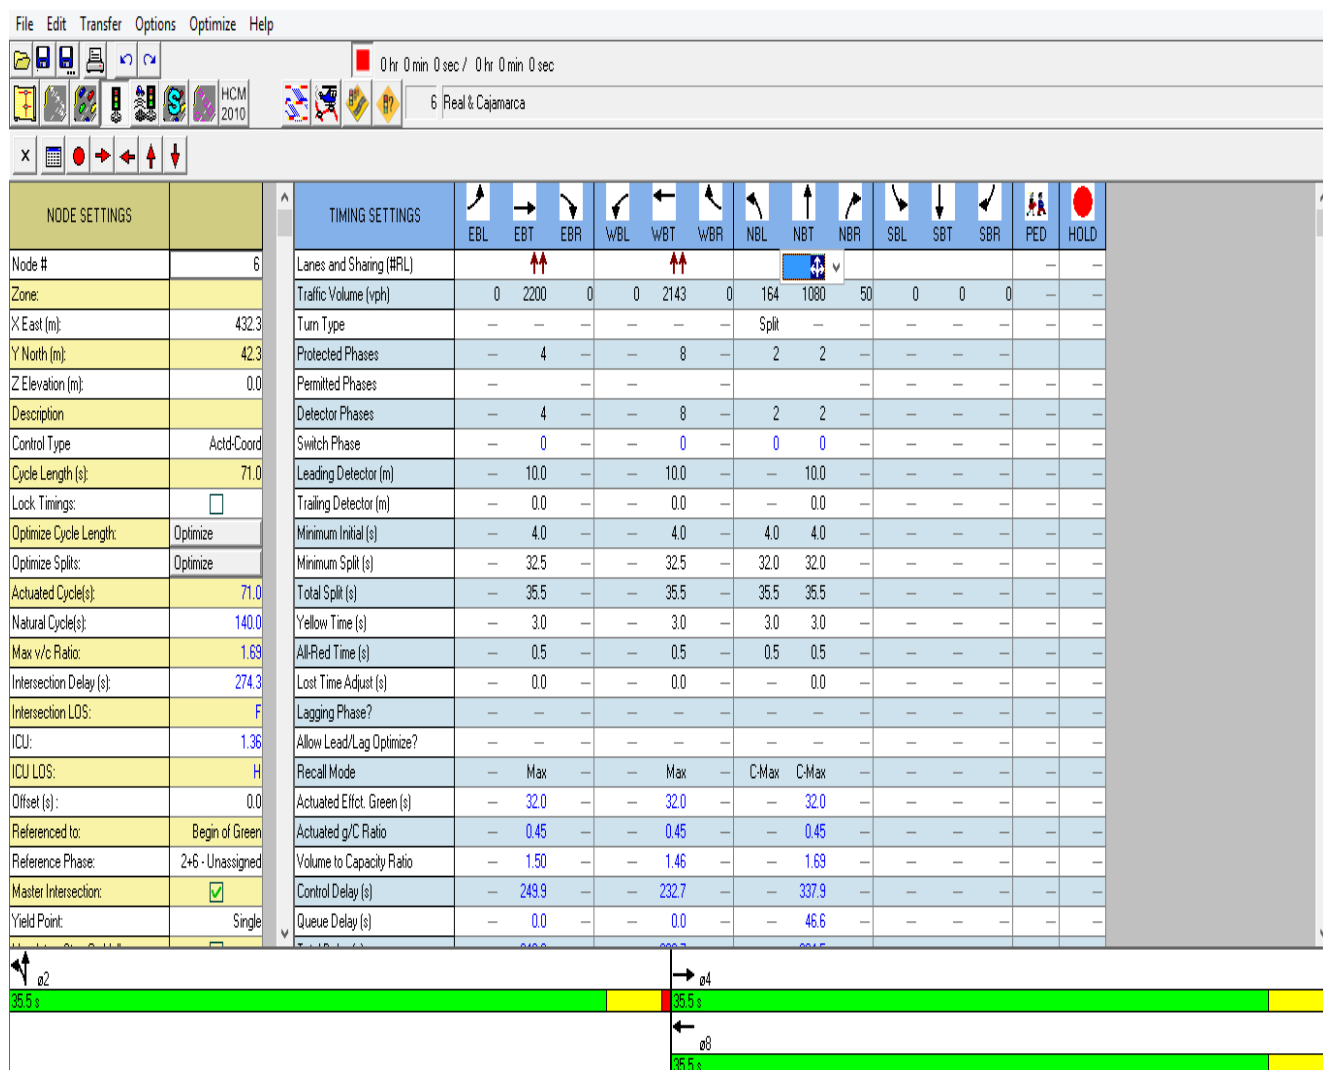 File Edit Transfer Options Optimize Help
0 hr 0 min 0 sec / 0 hr 0 min 0 sec
HCM 2010 6 Real & Cajamarca
NODE SETTINGS
Node # 6
Zone:
X East (m): 432.3
Y North (m): 42.3
Z Elevation (m): 0.0
Description
Control Type Actd-Coord
Cycle Length (s): 71.0
Lock Timings:
Optimize Cycle Length: Optimize
Optimize Splits: Optimize
Actuated Cycle(s): 71.0
Natural Cycle(s): 140.0
Max v/c Ratio: 1.69
Intersection Delay (s): 274.3
Intersection LOS: F
ICU: 1.36
ICU LOS: H
Offset (s) : 0.0
Referenced to: Begin of Green
Reference Phase: 2+6 - Unassigned
Master Intersection:
Yield Point: Single
TIMING SETTINGS EBL EBT EBR WBL WBT WBR NBL NBT NBR SBL SBT SBR PED HOLD
Lanes and Sharing (#RL) — —
Traffic Volume (vph) 0 2200 0 0 2143 0 164 1080 50 0 0 0 — —
Turn Type — — — — — — Split — — — — — — —
Protected Phases — 4 — — 8 — 2 2 — — — — —
Permitted Phases — — — — — — — —
Detector Phases — 4 — — 8 — 2 2 — — — — — —
Switch Phase — 0 — — 0 — 0 0 — — — — — —
Leading Detector (m) — 10.0 — — 10.0 — — 10.0 — — — — — —
Trailing Detector (m) — 0.0 — — 0.0 — — 0.0 — — — — — —
Minimum Initial (s) — 4.0 — — 4.0 — 4.0 4.0 — — — — — —
Minimum Split (s) — 32.5 — — 32.5 — 32.0 32.0 — — — — — —
Total Split (s) — 35.5 — — 35.5 — 35.5 35.5 — — — — — —
Yellow Time (s) — 3.0 — — 3.0 — 3.0 3.0 — — — — — —
All-Red Time (s) — 0.5 — — 0.5 — 0.5 0.5 — — — — — —
Lost Time Adjust (s) — 0.0 — — 0.0 — — 0.0 — — — — — —
Lagging Phase? — — — — — — — — — — — — — —
Allow Lead/Lag Optimize? — — — — — — — — — — — — — —
Recall Mode — Max — — Max — C-Max C-Max — — — — — —
Actuated Effct. Green (s) — 32.0 — — 32.0 — — 32.0 — — — — — —
Actuated g/C Ratio — 0.45 — — 0.45 — — 0.45 — — — — — —
Volume to Capacity Ratio — 1.50 — — 1.46 — — 1.69 — — — — — —
Control Delay (s) — 249.9 — — 232.7 — — 337.9 — — — — — —
Queue Delay (s) — 0.0 — — 0.0 — — 46.6 — — — — — —
ø2
35.5 s
ø4
35.5 s
ø8
35.5 s